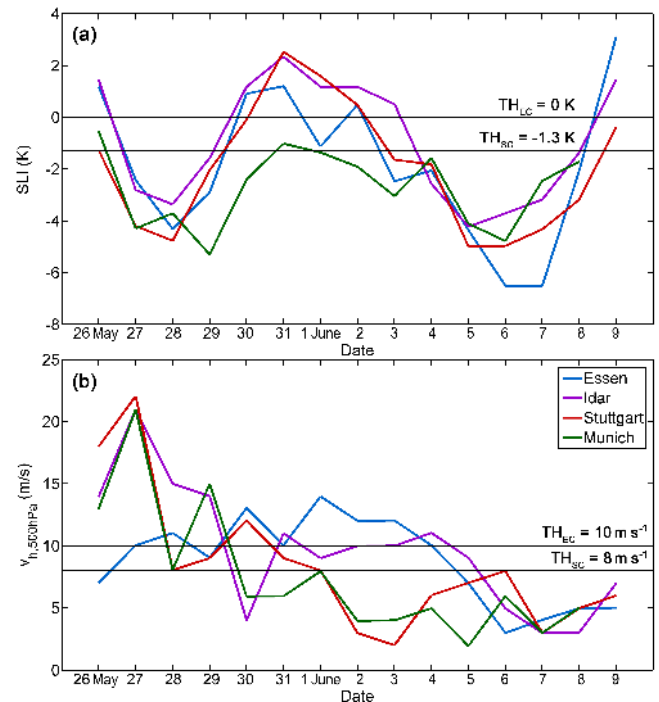 (a)
4
2
0
-2
-4
-6
-8
SLI (K)
TH_LC = 0 K
TH_SC = -1.3 K
26 May 27 28 29 30 31 1 June 2 3 4 5 6 7 8 9
Date
(b)
25
20
15
10
5
0
v_h,500hPa (m/s)
Essen
Idar
Stuttgart
Munich
TH_EC = 10 m s⁻¹
TH_SC = 8 m s⁻¹
26 May 27 28 29 30 31 1 June 2 3 4 5 6 7 8 9
Date